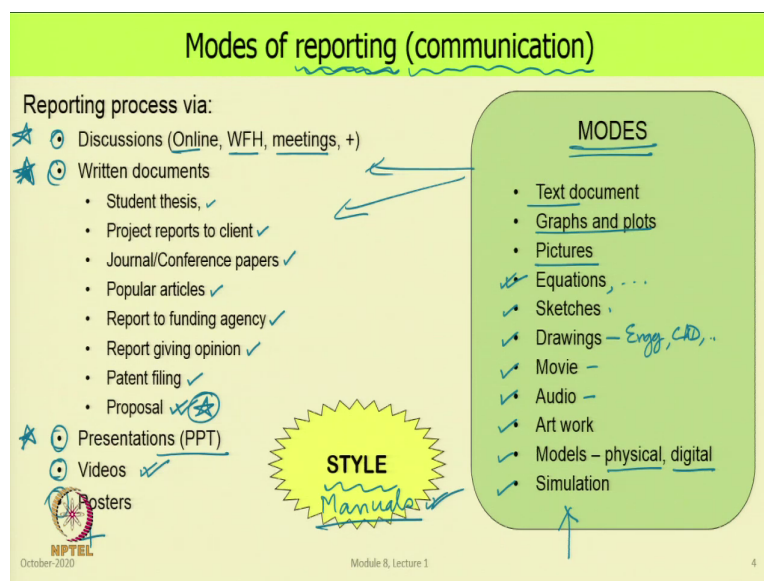 Modes of reporting (communication)
Reporting process via:
• Discussions (Online, WFH, meetings, +)
• Written documents
• Student thesis,
• Project reports to client
• Journal/Conference papers
• Popular articles
• Report to funding agency
• Report giving opinion
• Patent filing
• Proposal
• Presentations (PPT)
• Videos
• Posters
STYLE
Manuals
MODES
• Text document
• Graphs and plots
• Pictures
• Equations, ...
• Sketches
• Drawings – Engg, CAD, ..
• Movie –
• Audio –
• Art work
• Models – physical, digital
• Simulation
NPTEL
October-2020
Module 8, Lecture 1
4